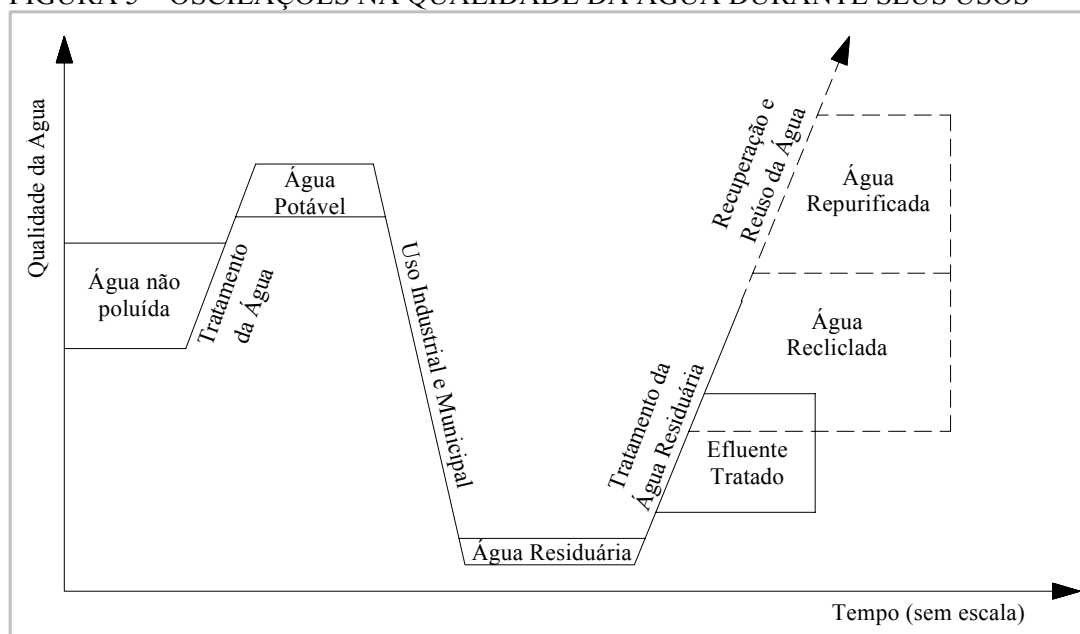 FIGURA 5 – OSCILAÇÕES NA QUALIDADE DA ÁGUA DURANTE SEUS USOS
Qualidade da Água
Água não
poluída
Tratamento
da Água
Água
Potável
Uso Industrial e Municipal
Água Residuária
Tratamento da
Água Residuária
Efluente
Tratado
Recuperação e
Reúso da Água
Água
Repurificada
Água
Recliclada
Tempo (sem escala)